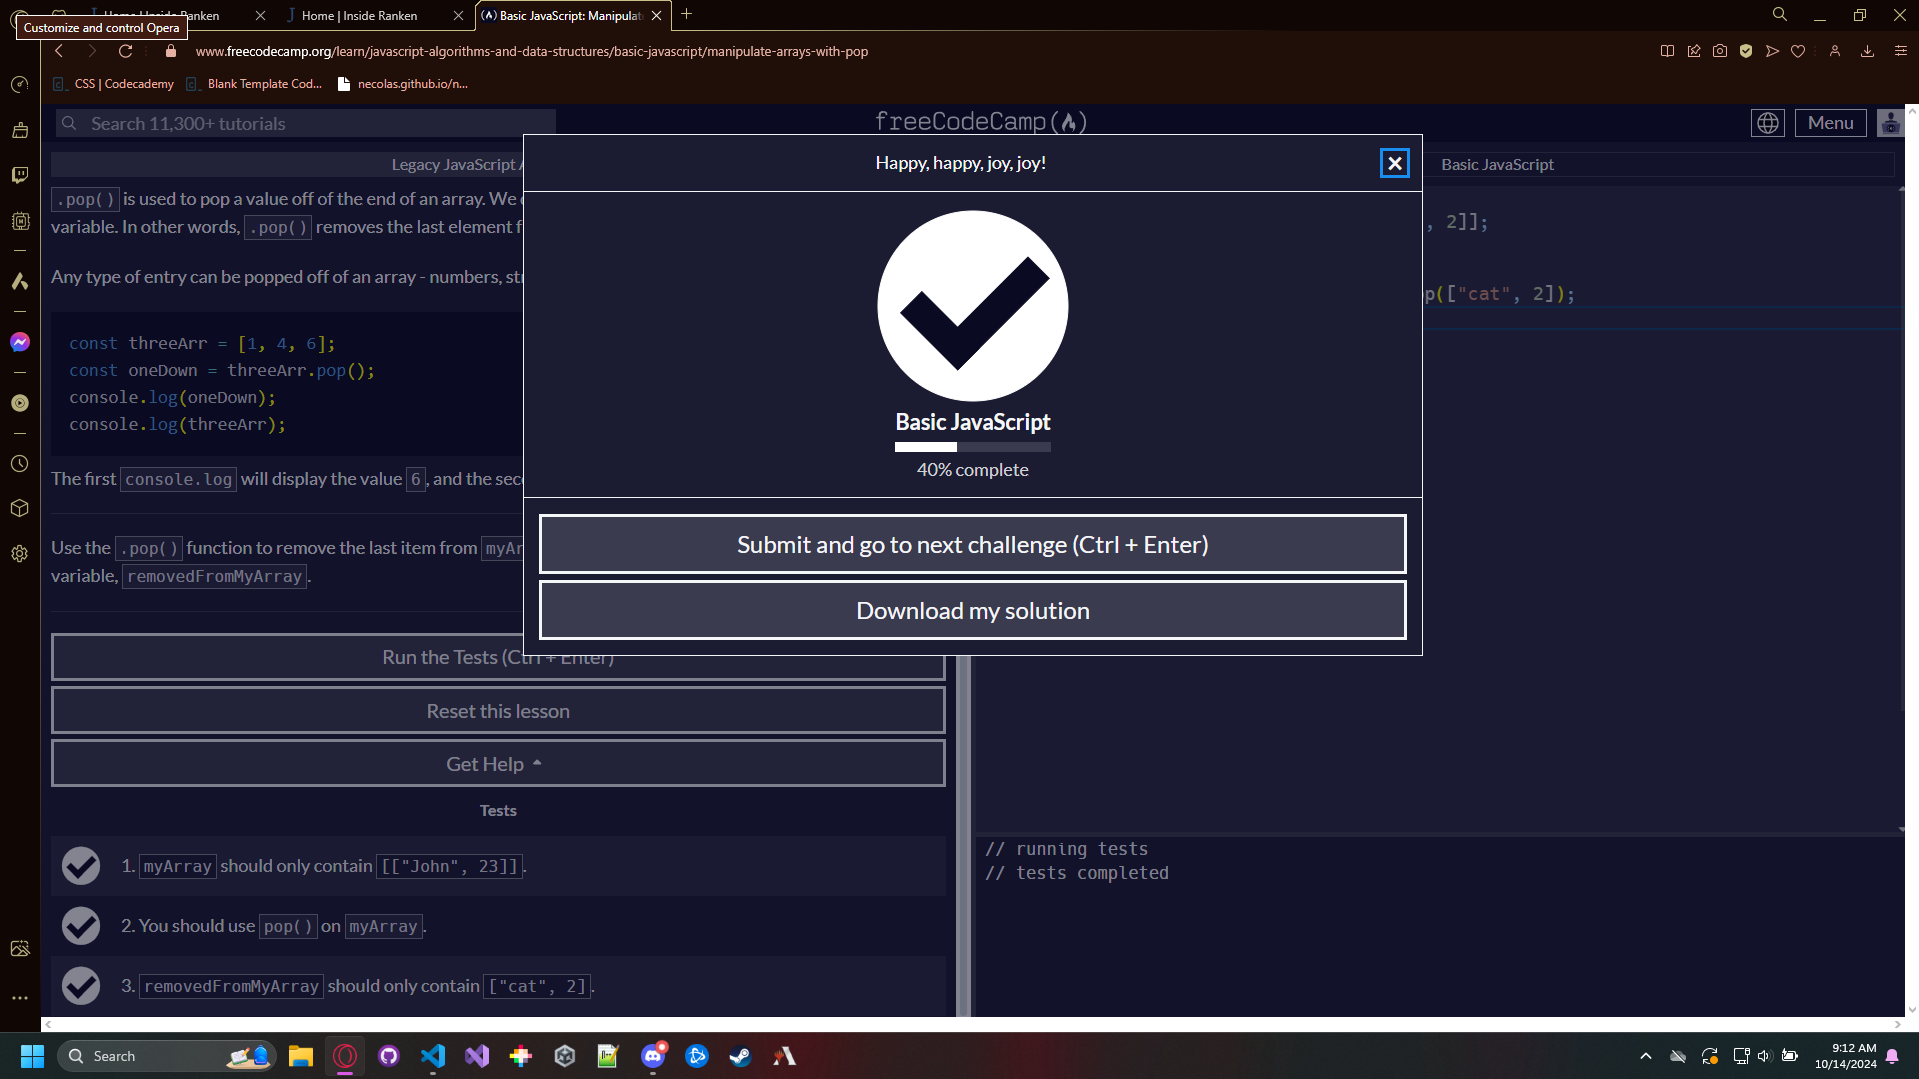 Home | Inside Ranken
Home | Inside Ranken
Basic JavaScript: Manipulat
Customize and control Opera
www.freecodecamp.org/learn/javascript-algorithms-and-data-structures/basic-javascript/manipulate-arrays-with-pop
CSS | Codecademy
Blank Template Cod...
necolas.github.io/n...
Search 11,300+ tutorials
freeCodeCamp
Menu
Legacy JavaScript A
Basic JavaScript
.pop() is used to pop a value off of the end of an array. We
variable. In other words, .pop() removes the last element f
Any type of entry can be popped off of an array - numbers, str
const threeArr = [1, 4, 6];
const oneDown = threeArr.pop();
console.log(oneDown);
console.log(threeArr);
The first console.log will display the value 6, and the sec
Use the .pop() function to remove the last item from myAr
variable, removedFromMyArray.
Run the Tests (Ctrl + Enter)
Reset this lesson
Get Help
Tests
1. myArray should only contain [["John", 23]].
2. You should use pop() on myArray.
3. removedFromMyArray should only contain ["cat", 2].
Happy, happy, joy, joy!
Basic JavaScript
40% complete
Submit and go to next challenge (Ctrl + Enter)
Download my solution
, 2]];
p(["cat", 2]);
// running tests
// tests completed
Search
9:12 AM
10/14/2024